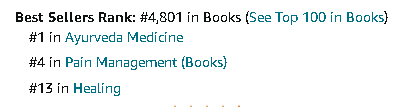 Best Sellers Rank: #4,801 in Books (See Top 100 in Books)
#1 in Ayurveda Medicine
#4 in Pain Management (Books)
#13 in Healing